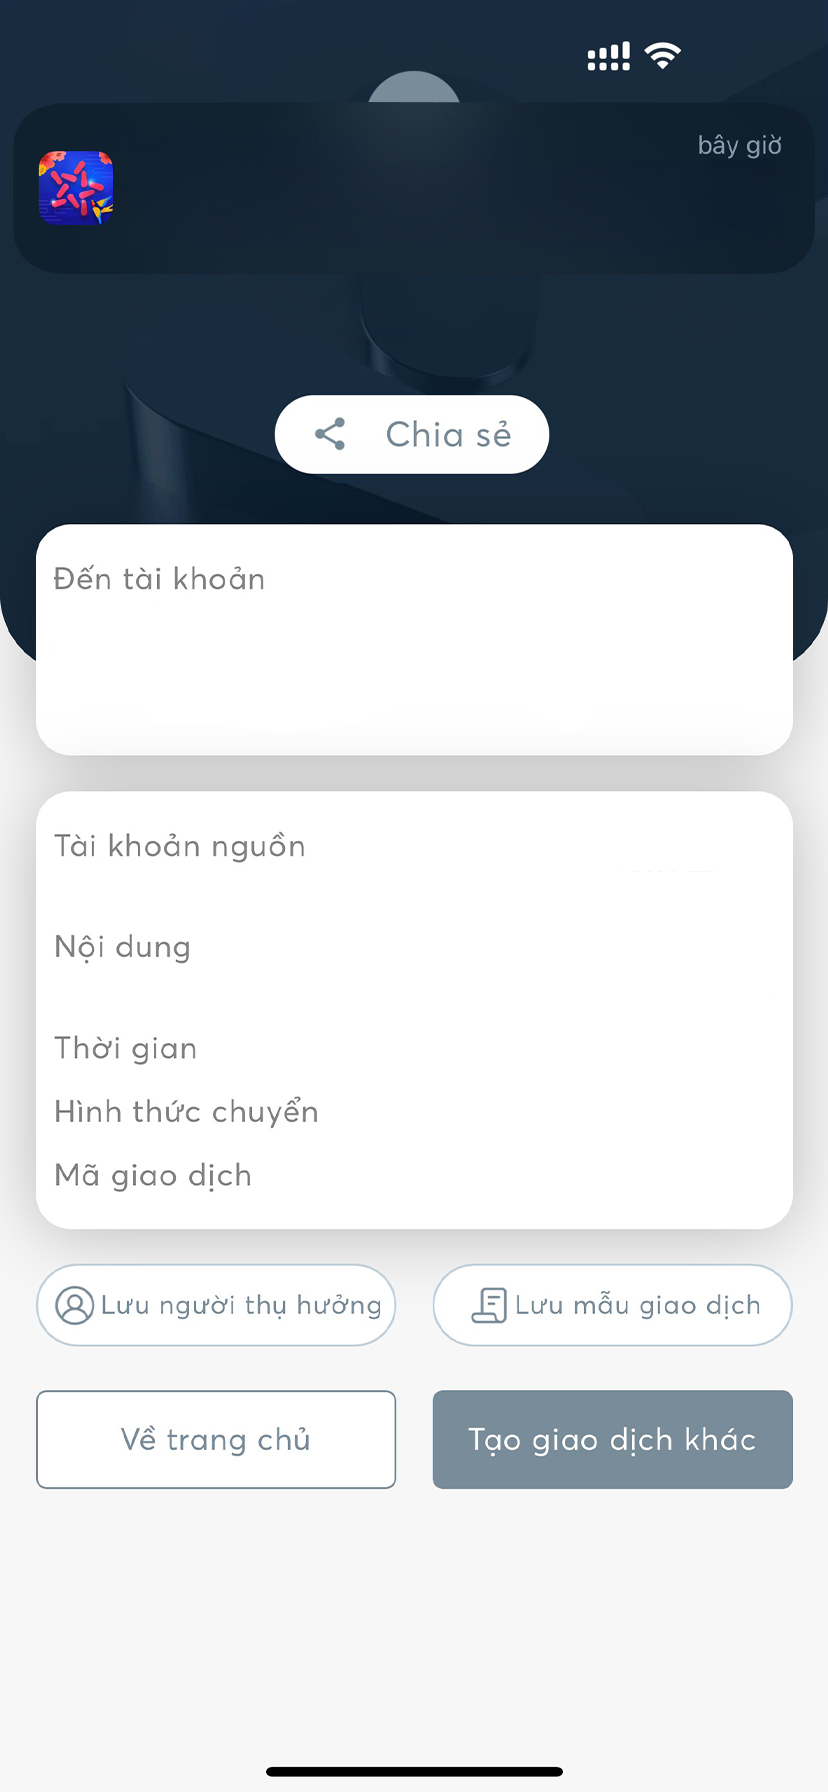 bây giờ
Chia sẻ
Đến tài khoản
Tài khoản nguồn
Nội dung
Thời gian
Hình thức chuyển
Mã giao dịch
Lưu người thụ hưởng
Lưu mẫu giao dịch
Về trang chủ
Tạo giao dịch khác